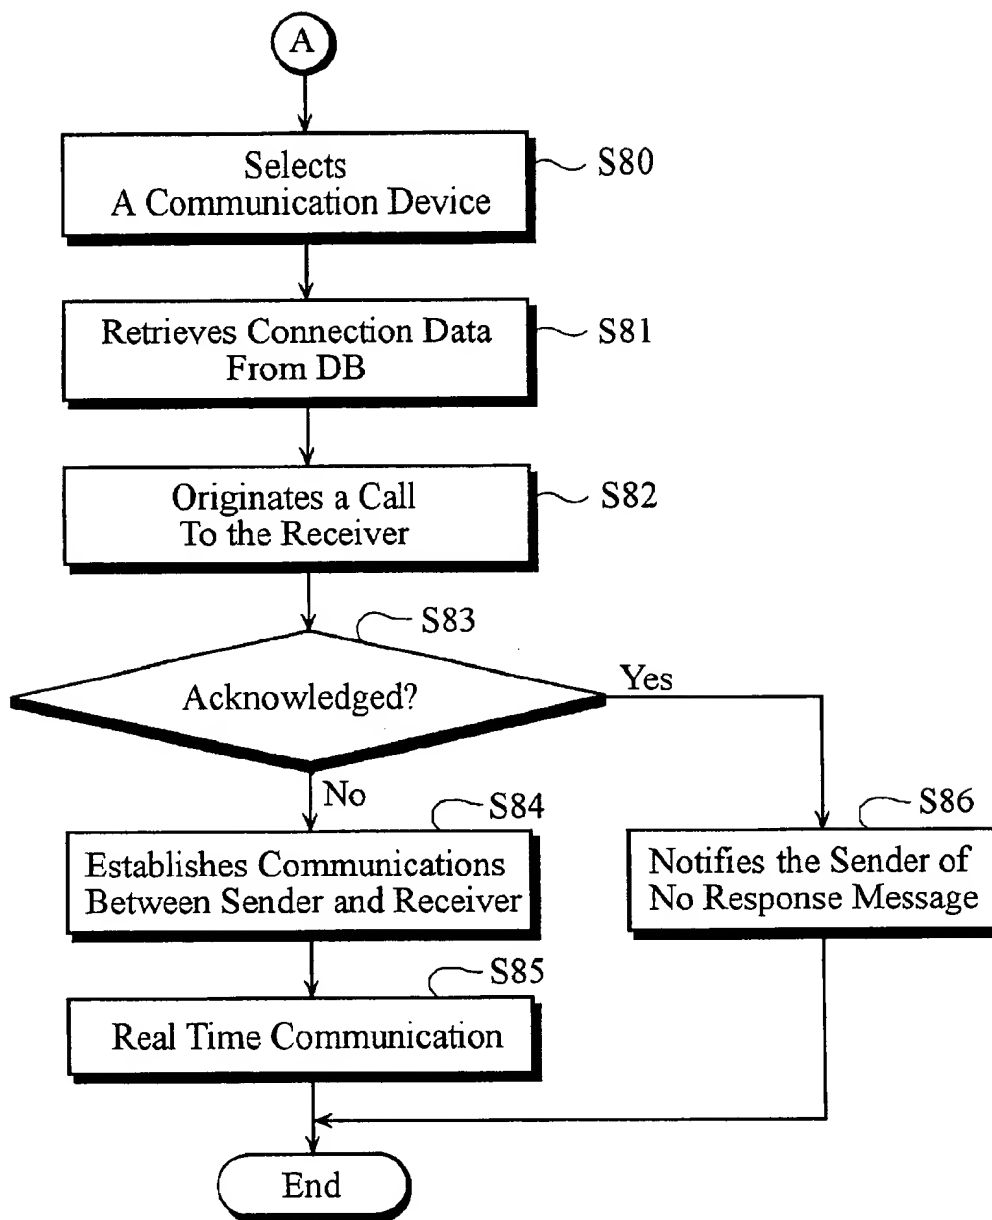 A
Selects
A Communication Device
S80
Retrieves Connection Data
From DB
S81
Originates a Call
To the Receiver
S82
S83
Acknowledged?
Yes
No
S84
Establishes Communications
Between Sender and Receiver
S86
Notifies the Sender of
No Response Message
S85
Real Time Communication
End